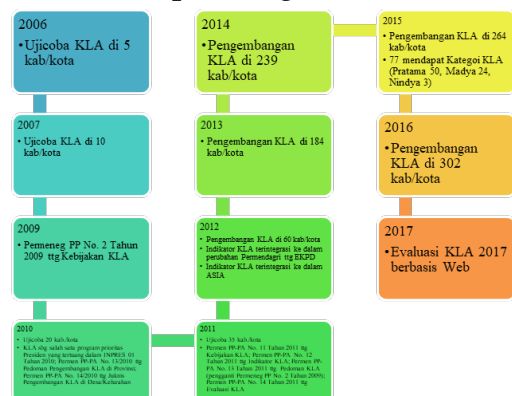 2006
•Ujicoba KLA di 5
kab/kota
2007
• Ujicoba KLA di 10
kab/kota
2009
• Permeneg PP No. 2 Tahun
2009 ttg Kebijakan KLA
2010
• Ujicoba 20 kab/kota
• KLA sbg salah satu program prioritas
Presiden yang tertuang dalam INPRES 01
Tahun 2010; Permen PP-PA No. 13/2010 ttg
Pedoman Pengembangan KLA di Provinsi;
Permen PP-PA No. 14/2010 ttg Juknis
Pengembangan KLA di Desa/Kelurahan
2011
• Ujicoba 35 kab/kota
• Permen PP-PA No. 11 Tahun 2011 ttg
Kebijakan KLA; Permen PP-PA No. 12
Tahun 2011 ttg Indikator KLA; Permen PP-
PA No. 13 Tahun 2011 ttg. Pedoman KLA
(pengganti Permeneg PP No. 2 Tahun 2009);
Permen PP-PA No. 14 Tahun 2011 ttg
Evaluasi KLA
2012
• Pengembangan KLA di 60 kab/kota
• Indikator KLA terintegrasi ke dalam
perubahan Permendagri ttg EKPD
• Indikator KLA terintegrasi ke dalam
ASIA
2013
• Pengembangan KLA di 184
kab/kota
2014
•Pengembangan
KLA di 239
kab/kota
2015
• Pengembangan KLA di 264
kab/kota
• 77 mendapat Kategoi KLA
(Pratama 50, Madya 24,
Nindya 3)
2016
•Pengembangan
KLA di 302
kab/kota
2017
•Evaluasi KLA 2017
berbasis Web